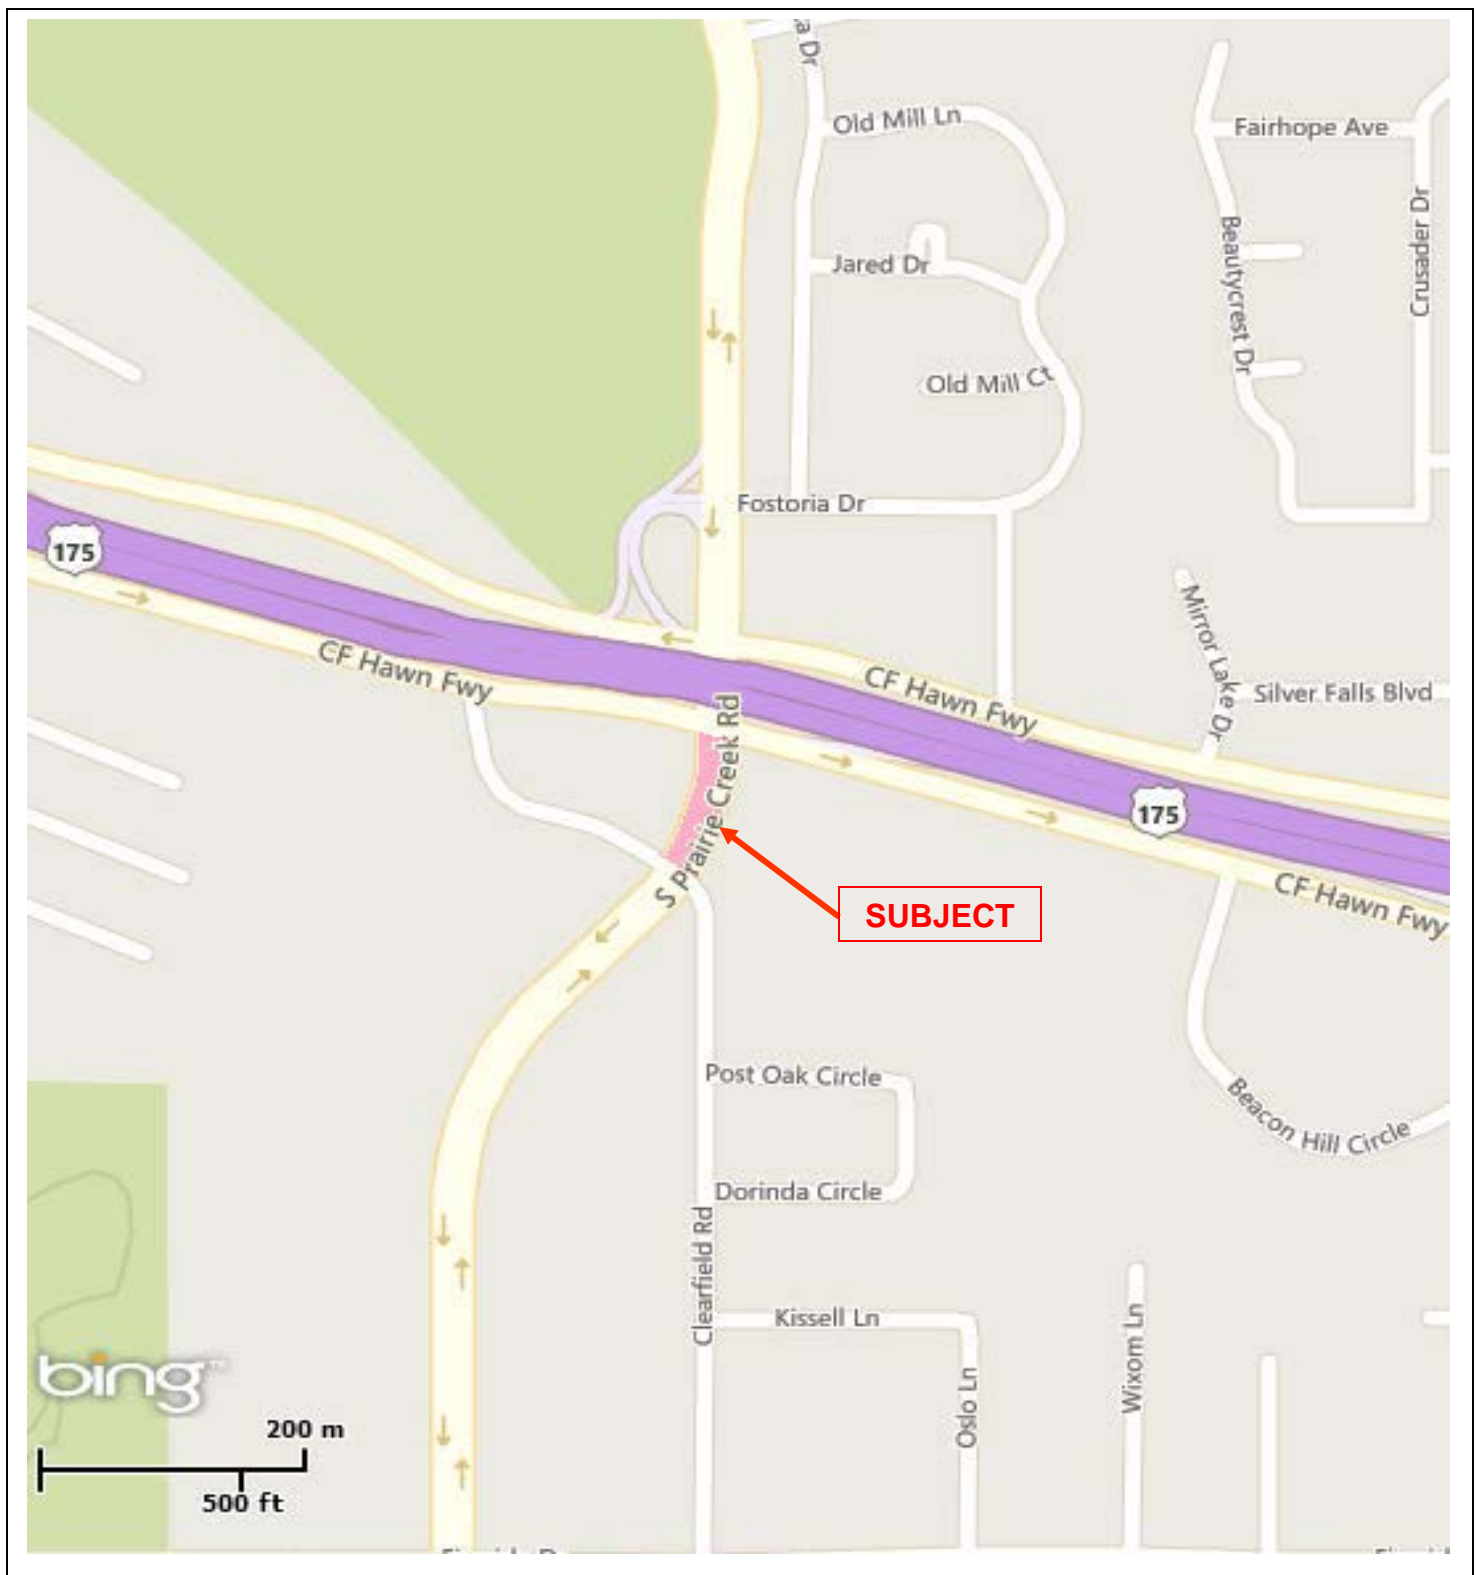 a Dr
Old Mill Ln
Fairhope Ave
Crusader Dr
Beautycrest Dr
Jared Dr
Old Mill Ct
Fostoria Dr
175
Mirror Lake Dr
Silver Falls Blvd
CF Hawn Fwy
CF Hawn Fwy
S Prairie Creek Rd
175
CF Hawn Fwy
SUBJECT
Post Oak Circle
Beacon Hill Circle
Dorinda Circle
Clearfield Rd
Kissell Ln
Wixom Ln
Oslo Ln
bing™
200 m
500 ft